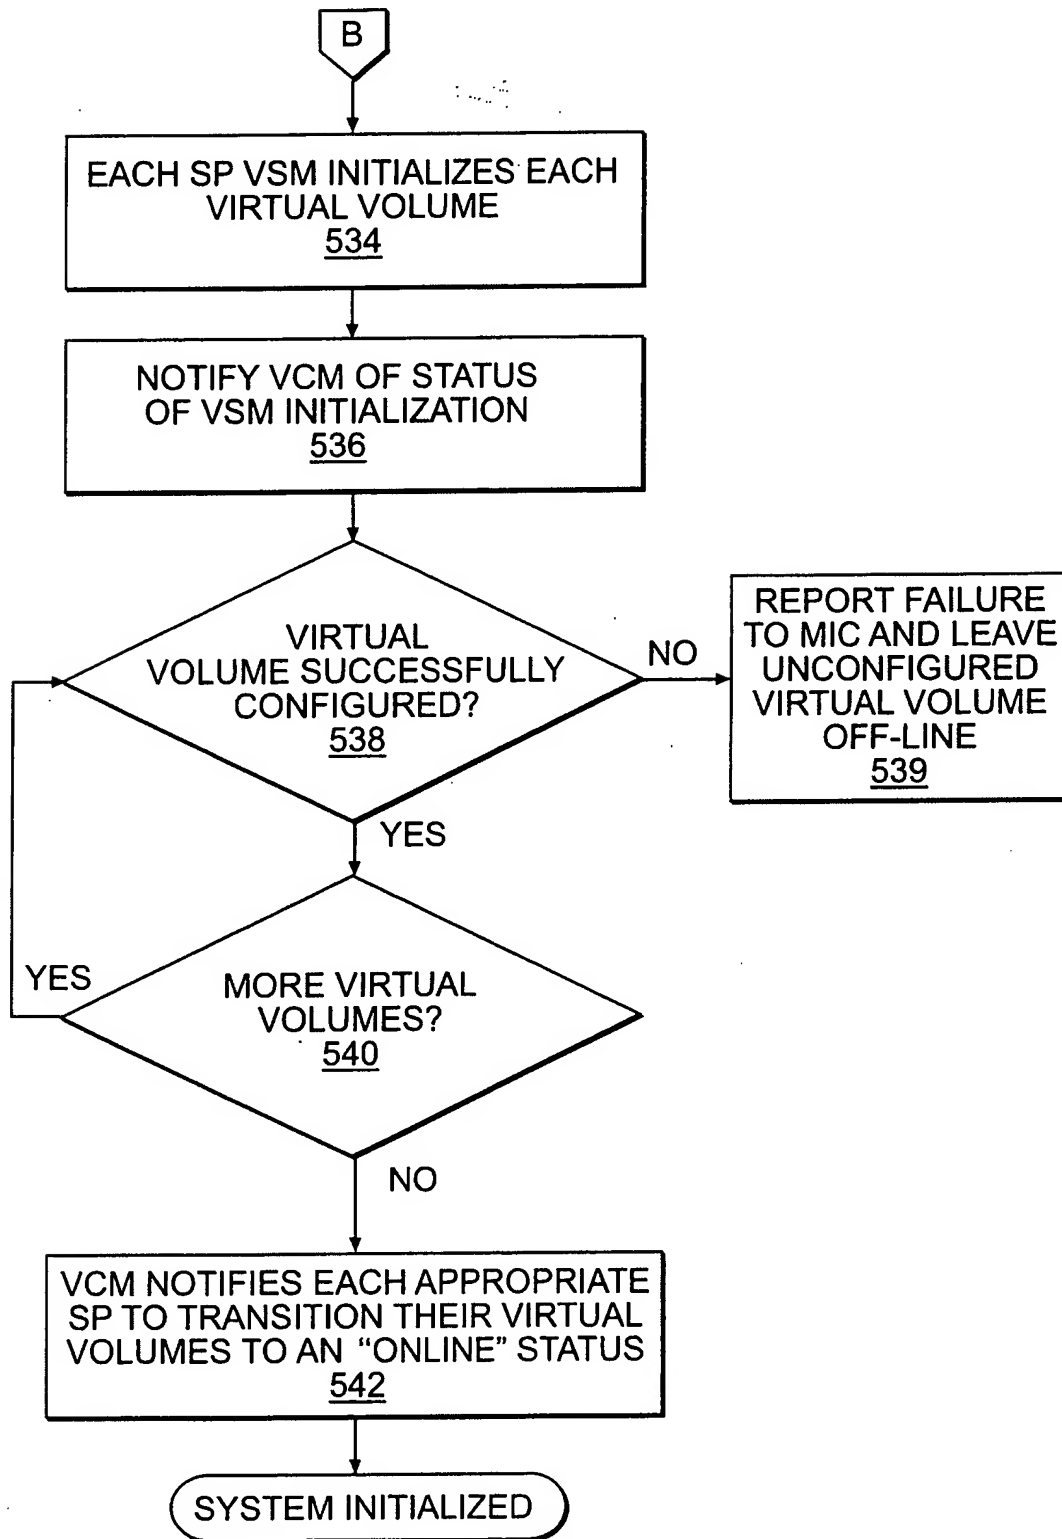 B
EACH SP VSM INITIALIZES EACH
VIRTUAL VOLUME
534
NOTIFY VCM OF STATUS
OF VSM INITIALIZATION
536
VIRTUAL
VOLUME SUCCESSFULLY
CONFIGURED?
538
NO
REPORT FAILURE
TO MIC AND LEAVE
UNCONFIGURED
VIRTUAL VOLUME
OFF-LINE
539
YES
YES
MORE VIRTUAL
VOLUMES?
540
NO
VCM NOTIFIES EACH APPROPRIATE
SP TO TRANSITION THEIR VIRTUAL
VOLUMES TO AN “ONLINE” STATUS
542
SYSTEM INITIALIZED